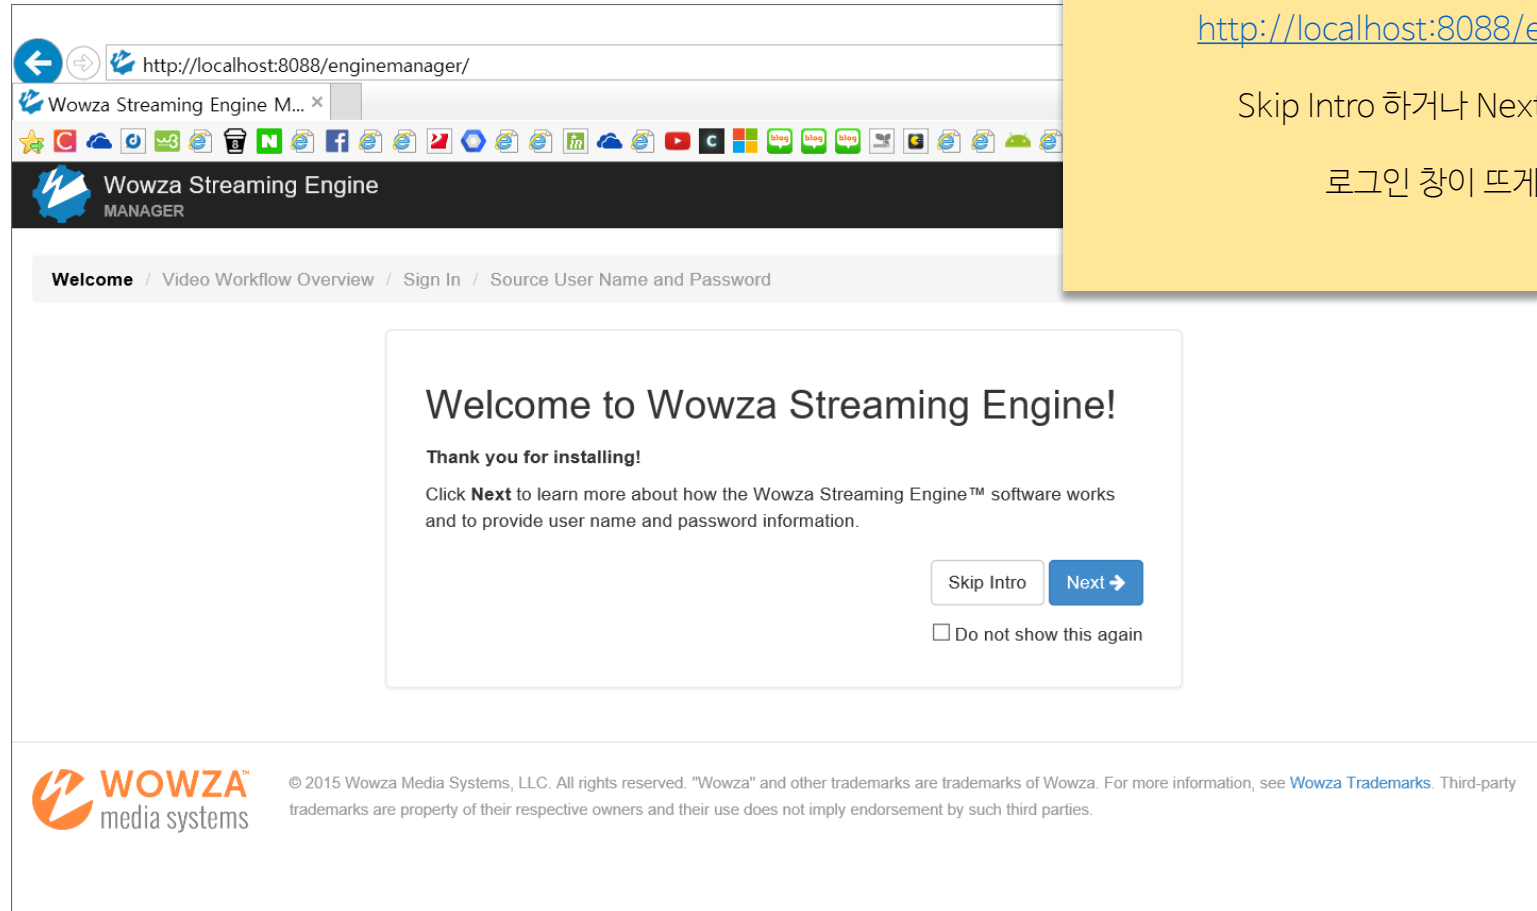 http://localhost:8088/enginemanager/
Wowza Streaming Engine M...
http://localhost:8088/e
Skip Intro 하거나 Next
로그인 창이 뜨게
Wowza Streaming Engine
MANAGER
Welcome / Video Workflow Overview / Sign In / Source User Name and Password
Welcome to Wowza Streaming Engine!
Thank you for installing!
Click Next to learn more about how the Wowza Streaming Engine™ software works
and to provide user name and password information.
Skip Intro
Next
Do not show this again
WOWZA™
media systems
© 2015 Wowza Media Systems, LLC. All rights reserved. "Wowza" and other trademarks are trademarks of Wowza. For more information, see Wowza Trademarks. Third-party
trademarks are property of their respective owners and their use does not imply endorsement by such third parties.